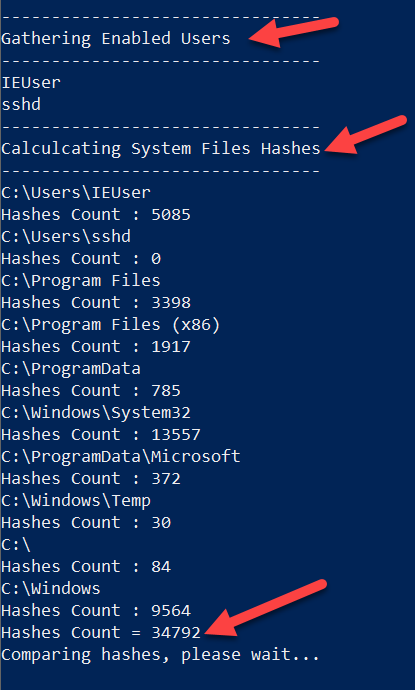 --------------------------------
Gathering Enabled Users
--------------------------------
IEUser
sshd
--------------------------------
Calculcating System Files Hashes
--------------------------------
C:\Users\IEUser
Hashes Count : 5085
C:\Users\sshd
Hashes Count : 0
C:\Program Files
Hashes Count : 3398
C:\Program Files (x86)
Hashes Count : 1917
C:\ProgramData
Hashes Count : 785
C:\Windows\System32
Hashes Count : 13557
C:\ProgramData\Microsoft
Hashes Count : 372
C:\Windows\Temp
Hashes Count : 30
C:\
Hashes Count : 84
C:\Windows
Hashes Count : 9564
Hashes Count = 34792
Comparing hashes, please wait...